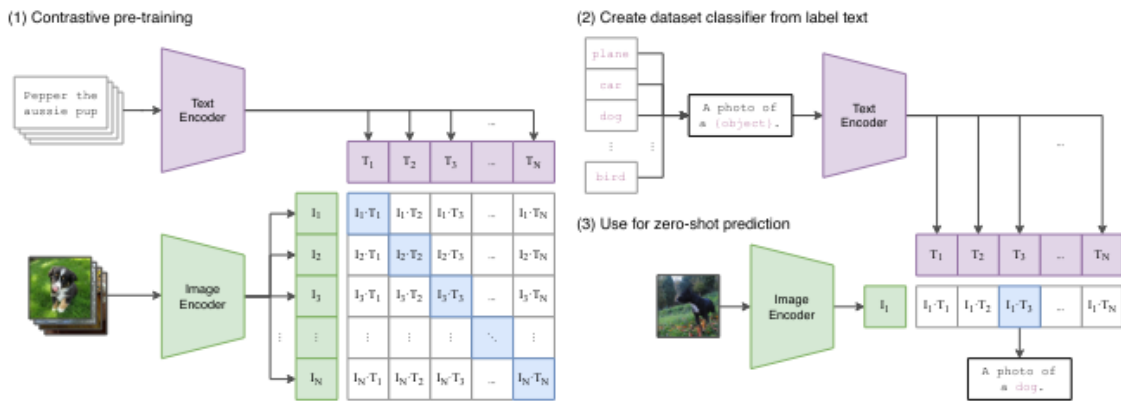 (1) Contrastive pre-training
Pepper the
aussie pup
Text
Encoder
...
T1 T2 T3 ... TN
I1 I1·T1 I1·T2 I1·T3 ... I1·TN
I2 I2·T1 I2·T2 I2·T3 ... I2·TN
Image
Encoder
I3 I3·T1 I3·T2 I3·T3 ... I3·TN
⋮ ⋮ ⋮ ⋮ ⋱ ⋮
IN IN·T1 IN·T2 IN·T3 ... IN·TN
(2) Create dataset classifier from label text
plane
car
dog
⋮ ⋮
bird
A photo of
a {object}.
Text
Encoder
...
(3) Use for zero-shot prediction
Image
Encoder
T1 T2 T3 ... TN
I1 I1·T1 I1·T2 I1·T3 ... I1·TN
A photo of
a dog.